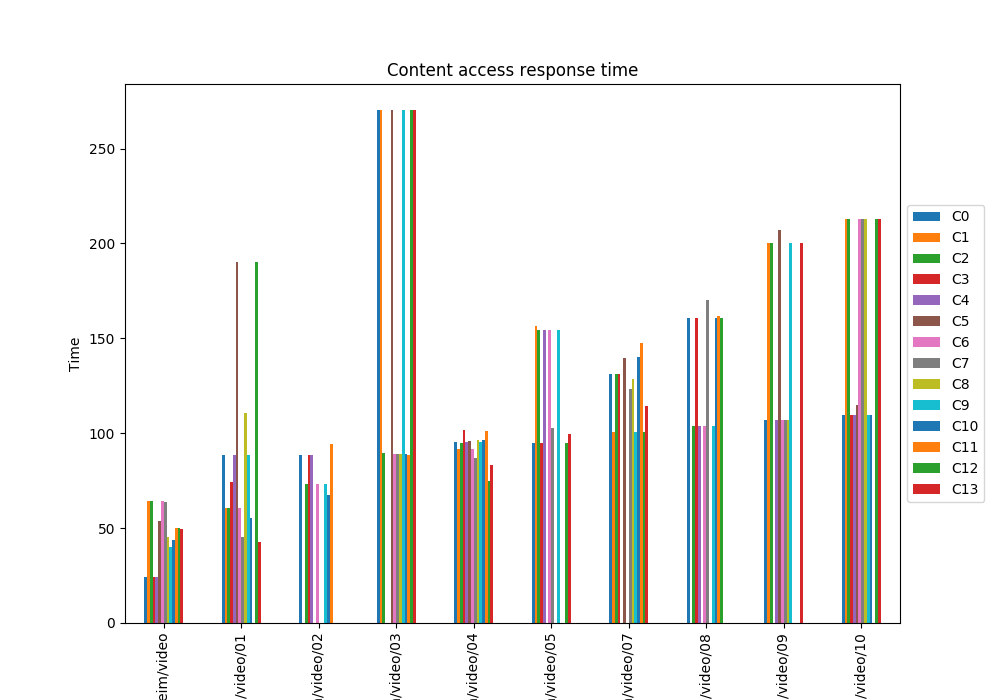 Content access response time
Time
250
200
150
100
50
0
eim/video
/video/01
/video/02
/video/03
/video/04
/video/05
/video/07
/video/08
/video/09
/video/10
C0
C1
C2
C3
C4
C5
C6
C7
C8
C9
C10
C11
C12
C13